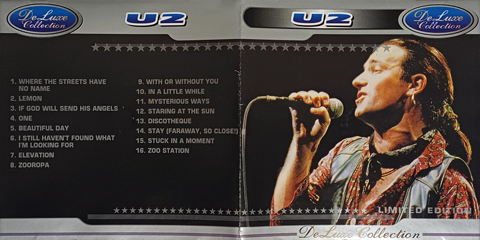 De Luxe
Collection
U2
1. WHERE THE STREETS HAVE
NO NAME
2. LEMON
3. IF GOD WILL SEND HIS ANGELS
4. ONE
5. BEAUTIFUL DAY
6. I STILL HAVEN'T FOUND WHAT
I'M LOOKING FOR
7. ELEVATION
8. ZOOROPA
9. WITH OR WITHOUT YOU
10. IN A LITTLE WHILE
11. MYSTERIOUS WAYS
12. STARING AT THE SUN
13. DISCOTHEQUE
14. STAY (FARAWAY, SO CLOSE!)
15. STUCK IN A MOMENT
16. ZOO STATION
U2
De Luxe
Collection
LIMITED EDITION
De Luxe Collection